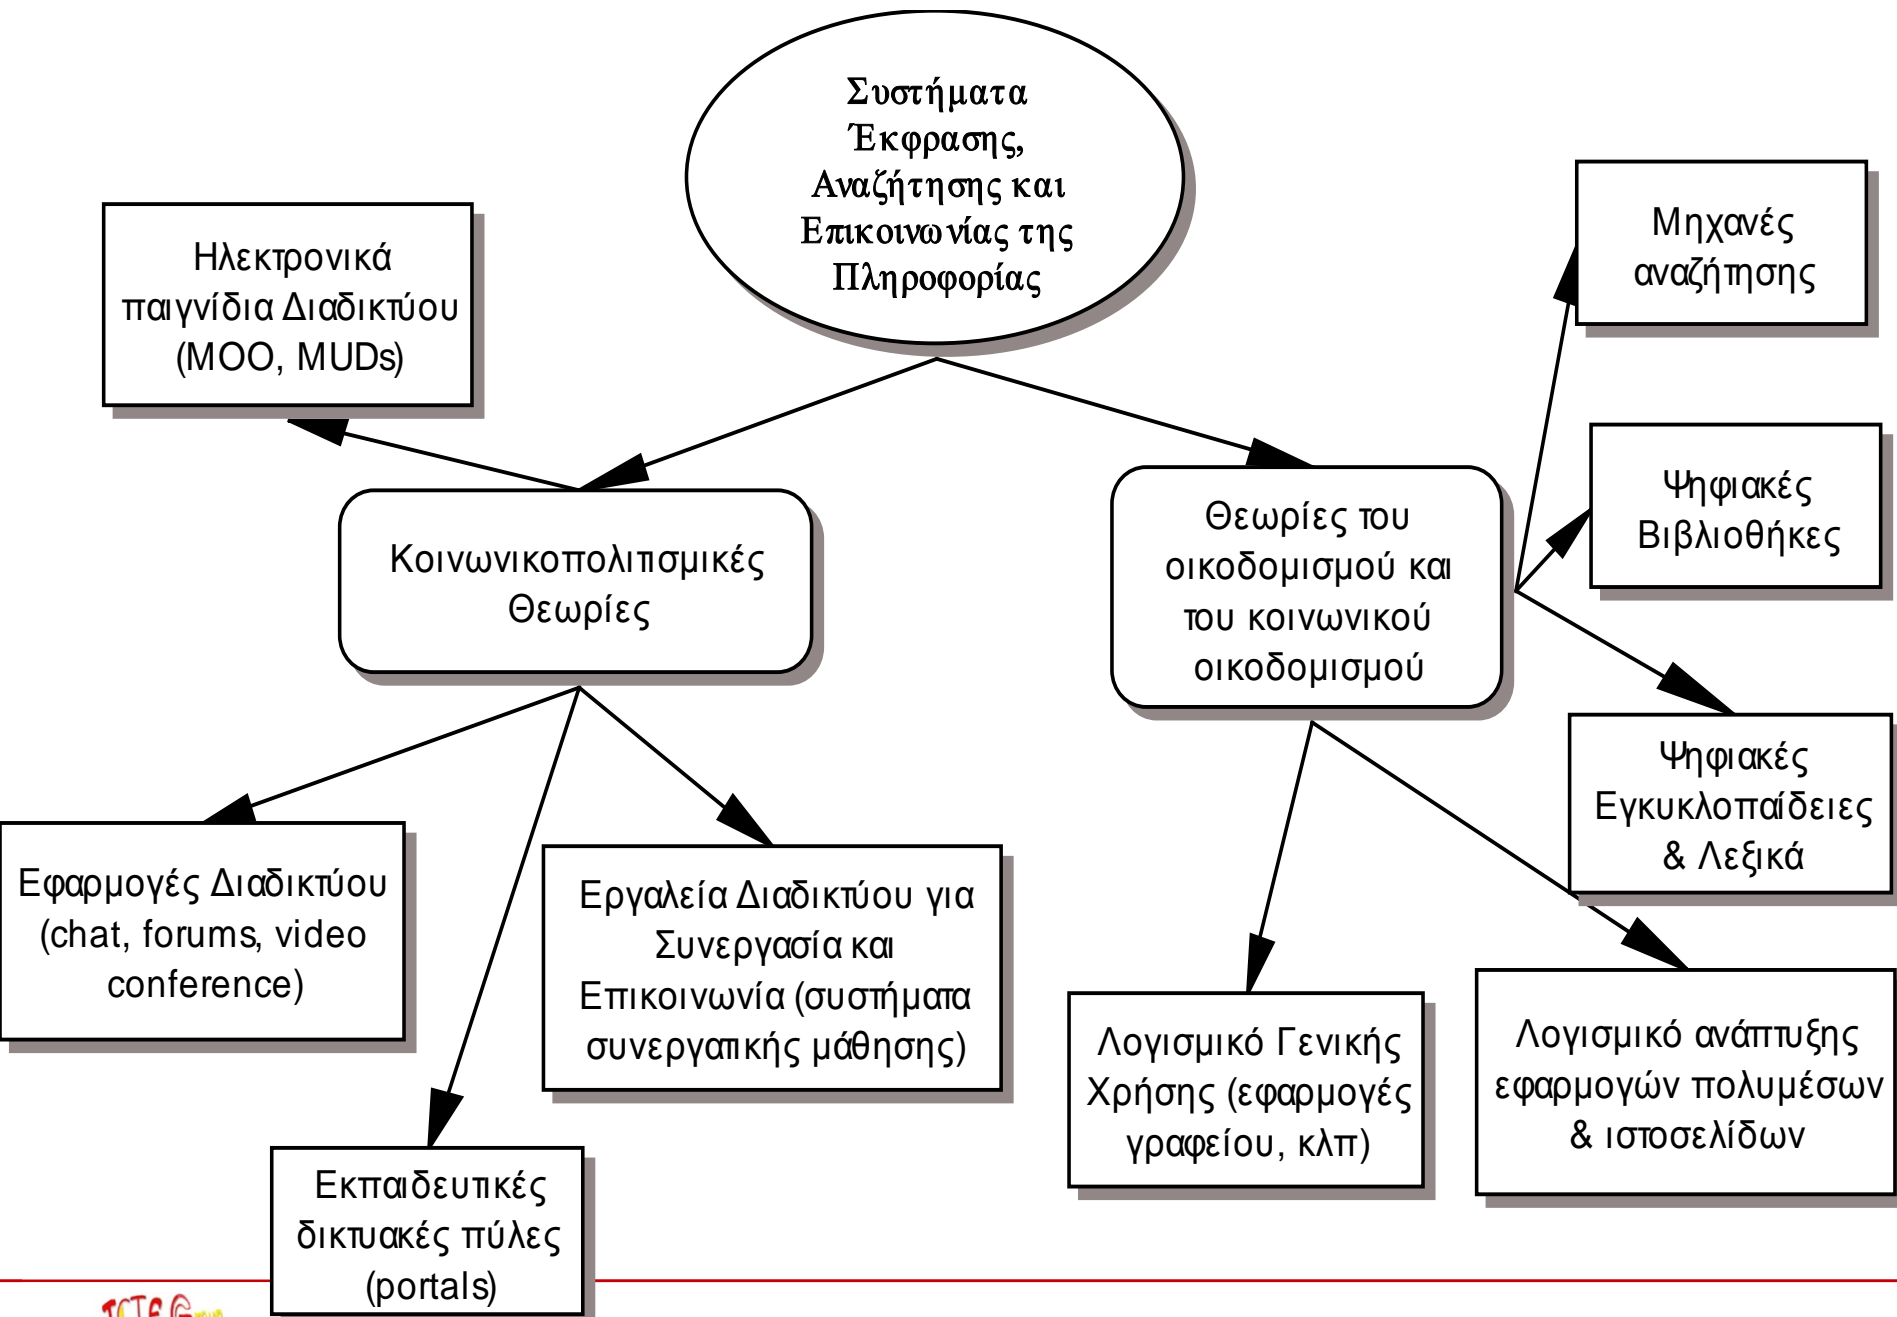 Συστήματα
Έκφρασης,
Αναζήτησης και
Επικοινωνίας της
Πληροφορίας
Ηλεκτρονικά
παιγνίδια Διαδικτύου
(MOO, MUDs)
Μηχανές
αναζήτησης
Ψηφιακές
Βιβλιοθήκες
Κοινωνικοπολιτισμικές
Θεωρίες
Θεωρίες του
οικοδομισμού και
του κοινωνικού
οικοδομισμού
Ψηφιακές
Εγκυκλοπαίδειες
& Λεξικά
Εφαρμογές Διαδικτύου
(chat, forums, video
conference)
Εργαλεία Διαδικτύου για
Συνεργασία και
Επικοινωνία (συστήματα
συνεργατικής μάθησης)
Λογισμικό Γενικής
Χρήσης (εφαρμογές
γραφείου, κλπ)
Λογισμικό ανάπτυξης
εφαρμογών πολυμέσων
& ιστοσελίδων
Εκπαιδευτικές
δικτυακές πύλες
(portals)